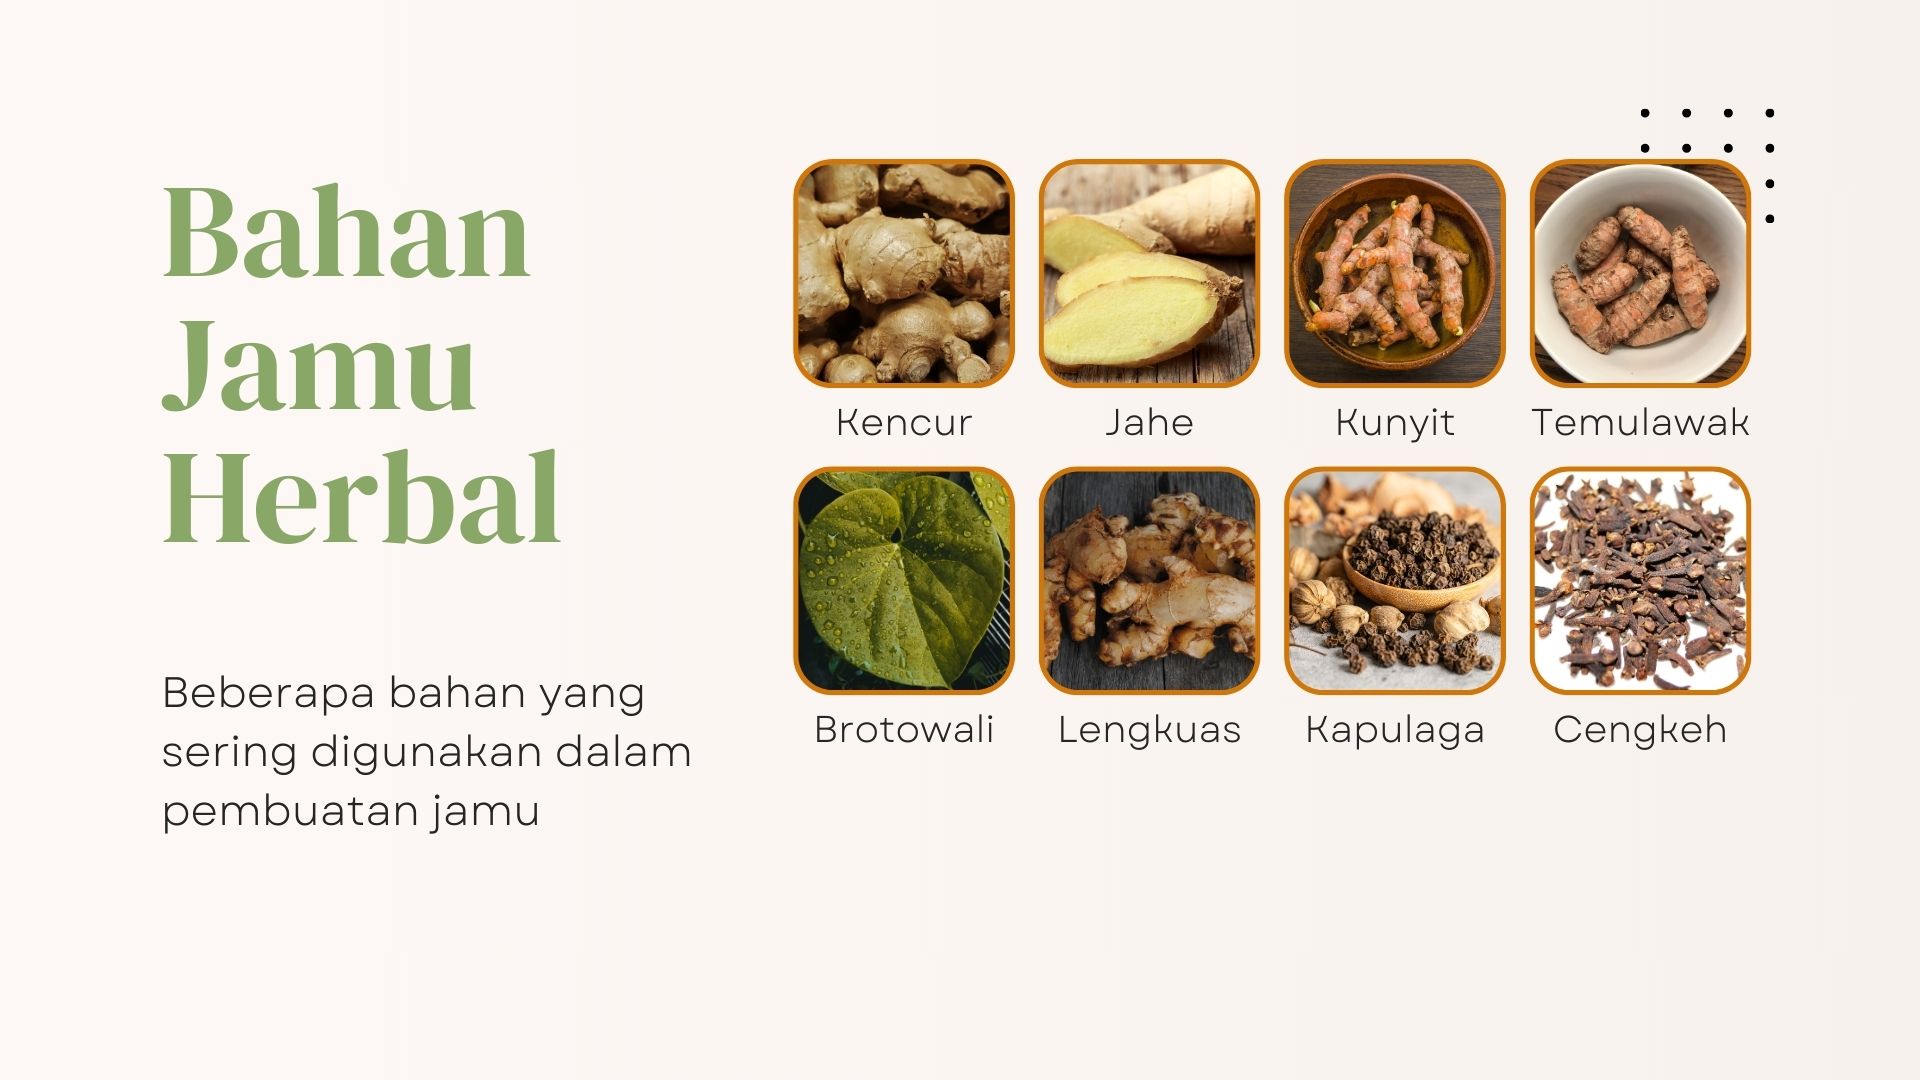 Bahan
Jamu
Herbal
Beberapa bahan yang
sering digunakan dalam
pembuatan jamu
Kencur
Jahe
Kunyit
Temulawak
Brotowali
Lengkuas
Kapulaga
Cengkeh